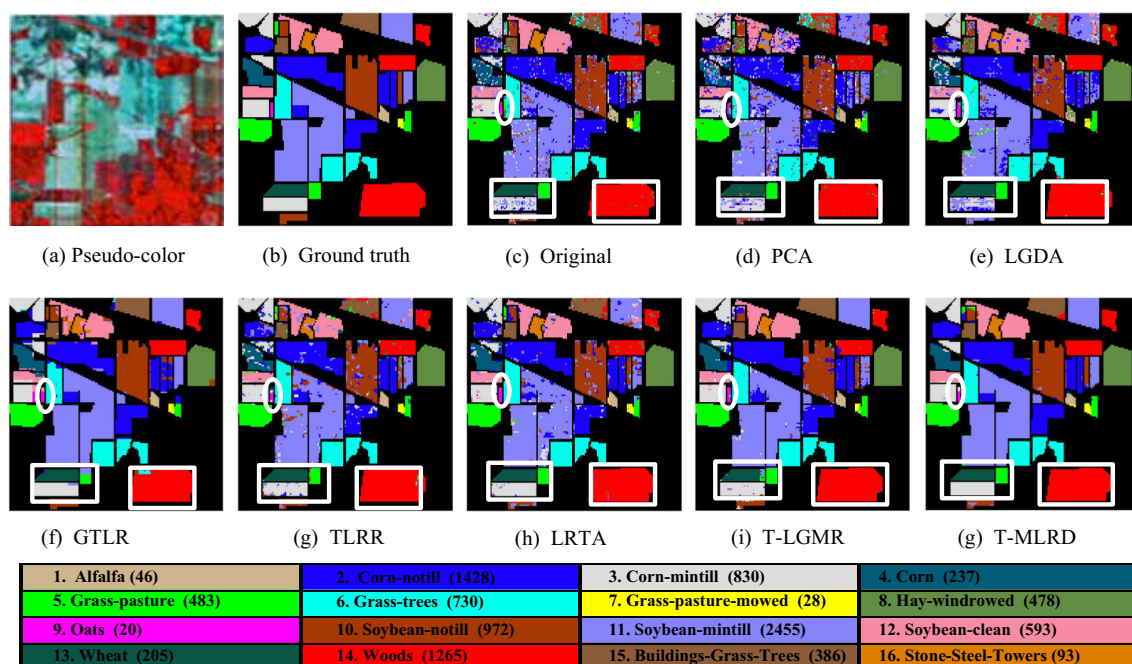 (a) Pseudo-color (b) Ground truth (c) Original (d) PCA (e) LGDA
(f) GTLR (g) TLRR (h) LRTA (i) T-LGMR (g) T-MLRD
1. Alfalfa (46) 2. Corn-notill (1428) 3. Corn-mintill (830) 4. Corn (237)
5. Grass-pasture (483) 6. Grass-trees (730) 7. Grass-pasture-mowed (28) 8. Hay-windrowed (478)
9. Oats (20) 10. Soybean-notill (972) 11. Soybean-mintill (2455) 12. Soybean-clean (593)
13. Wheat (205) 14. Woods (1265) 15. Buildings-Grass-Trees (386) 16. Stone-Steel-Towers (93)